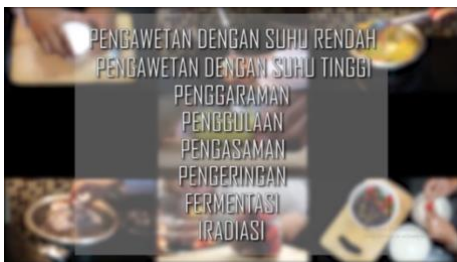 PENGAWETAN DENGAN SUHU RENDAH
PENGAWETAN DENGAN SUHU TINGGI
PENGGARAMAN
PENGGULAAN
PENGASAMAN
PENGERINGAN
FERMENTASI
IRADIASI